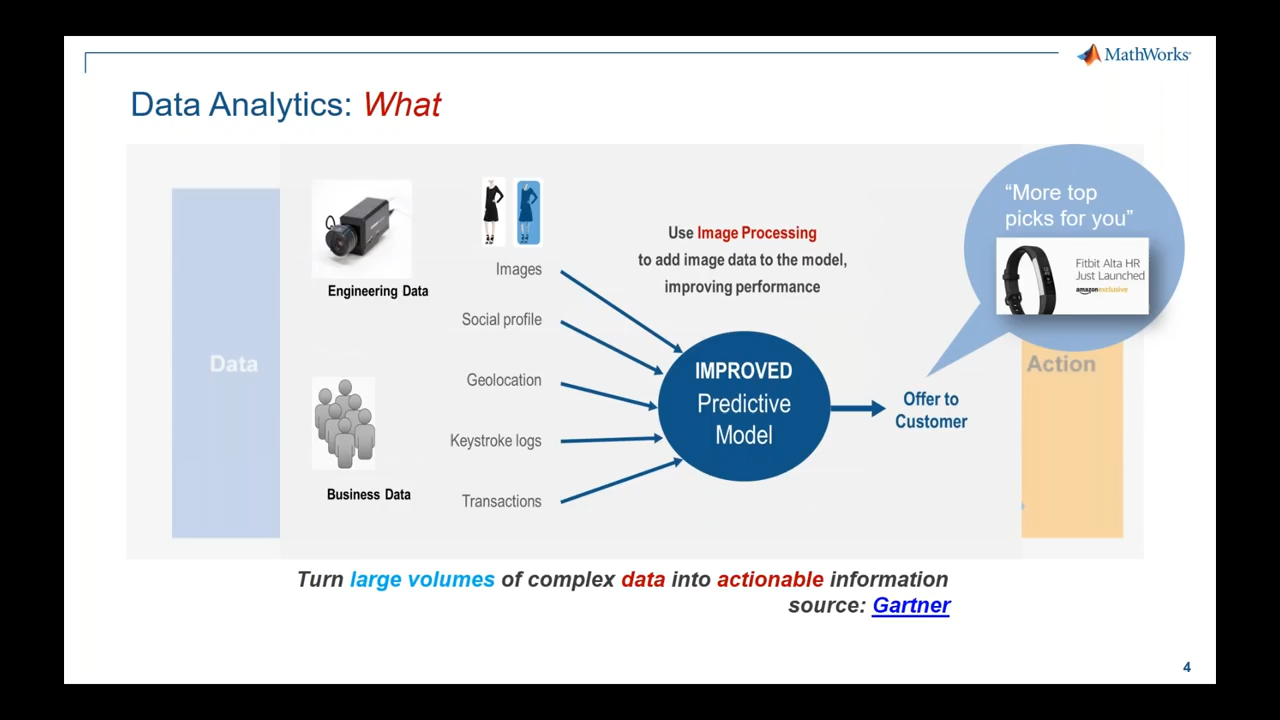 MathWorks
Data Analytics: What
"More top
picks for you"
Fitbit Alta HR
Just Launched
amazonexclusive
Use Image Processing
to add image data to the model,
improving performance
Images
Engineering Data
Social profile
Data
Geolocation
Keystroke logs
Business Data
Transactions
IMPROVED
Predictive
Model
Action
Offer to
Customer
Turn large volumes of complex data into actionable information
source: Gartner
4